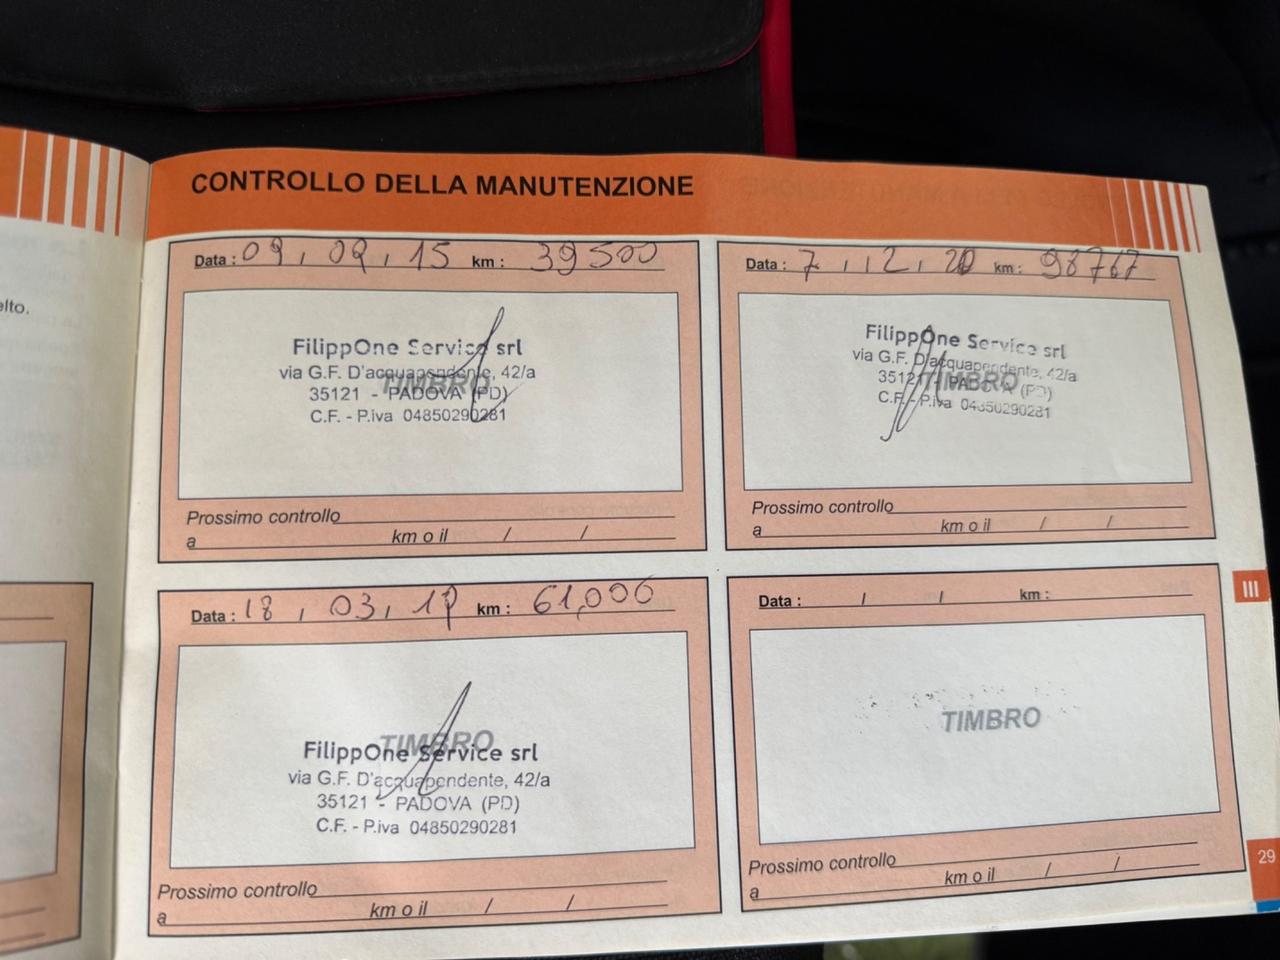 elto.
CONTROLLO DELLA MANUTENZIONE
Data : 09, 09, 15 km : 39500
FilippOne Service srl
via G.F. D'acquapendente, 42/a
TIMBRO
35121 - PADOVA (PD)
C.F. - P.iva 04850290281
Prossimo controllo
a km o il / /
Data : 7, 12, 20 km : 98767
FilippOne Service srl
via G.F. D'acquapendente, 42/a
TIMBRO
35121 - PADOVA (PD)
C.F. - P.iva 04850290281
Prossimo controllo
a km o il / /
Data : 18, 03, km : 61,000
TIMBRO
FilippOne Service srl
via G.F. D'acquapendente, 42/a
35121 - PADOVA (PD)
C.F. - P.iva 04850290281
Prossimo controllo
a km o il / /
Data : / / km :
TIMBRO
Prossimo controllo
a km o il / /
III
29